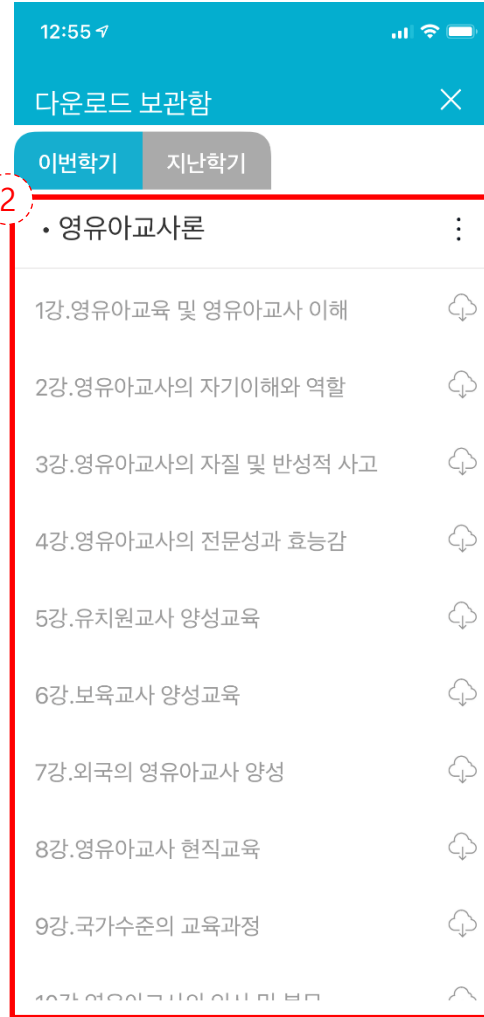 12:55
다운로드 보관함
이번학기 지난학기
2
• 영유아교사론
1강.영유아교육 및 영유아교사 이해
2강.영유아교사의 자기이해와 역할
3강.영유아교사의 자질 및 반성적 사고
4강.영유아교사의 전문성과 효능감
5강.유치원교사 양성교육
6강.보육교사 양성교육
7강.외국의 영유아교사 양성
8강.영유아교사 현직교육
9강.국가수준의 교육과정